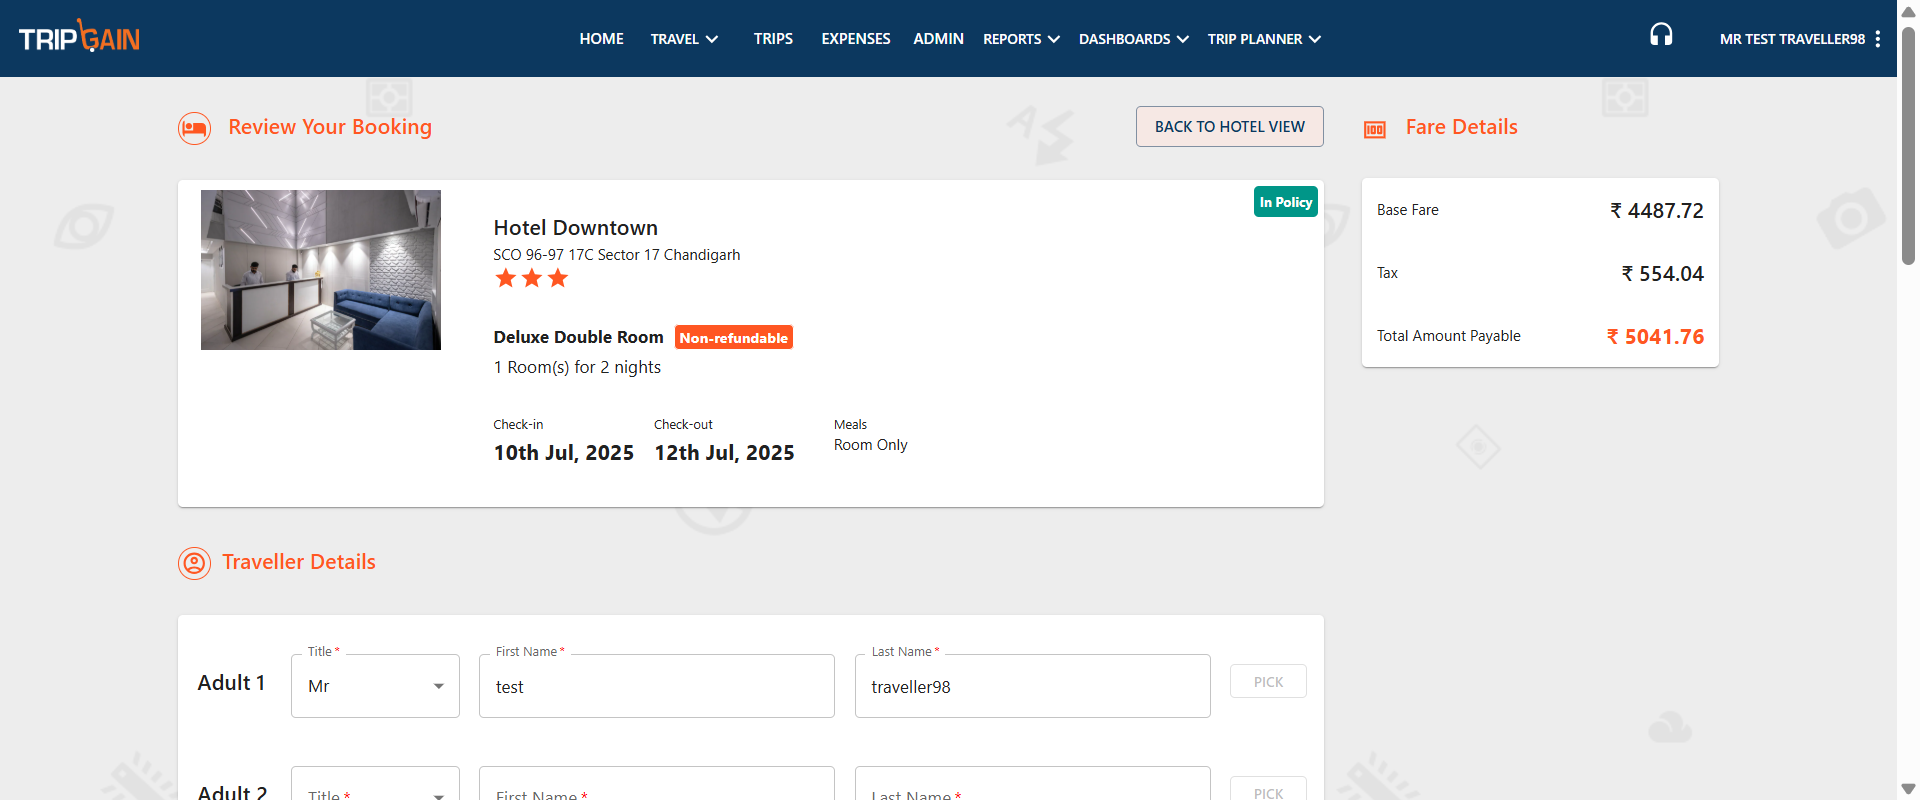 TRIPGAIN
HOME TRAVEL TRIPS EXPENSES ADMIN REPORTS DASHBOARDS TRIP PLANNER MR TEST TRAVELLER98
Review Your Booking
BACK TO HOTEL VIEW
In Policy
Hotel Downtown
SCO 96-97 17C Sector 17 Chandigarh
Deluxe Double Room Non-refundable
1 Room(s) for 2 nights
Check-in Check-out Meals
10th Jul, 2025 12th Jul, 2025 Room Only
Fare Details
Base Fare ₹ 4487.72
Tax ₹ 554.04
Total Amount Payable ₹ 5041.76
Traveller Details
Title * First Name * Last Name *
Adult 1 Mr test traveller98 PICK
Adult 2 Title * First Name * Last Name * PICK